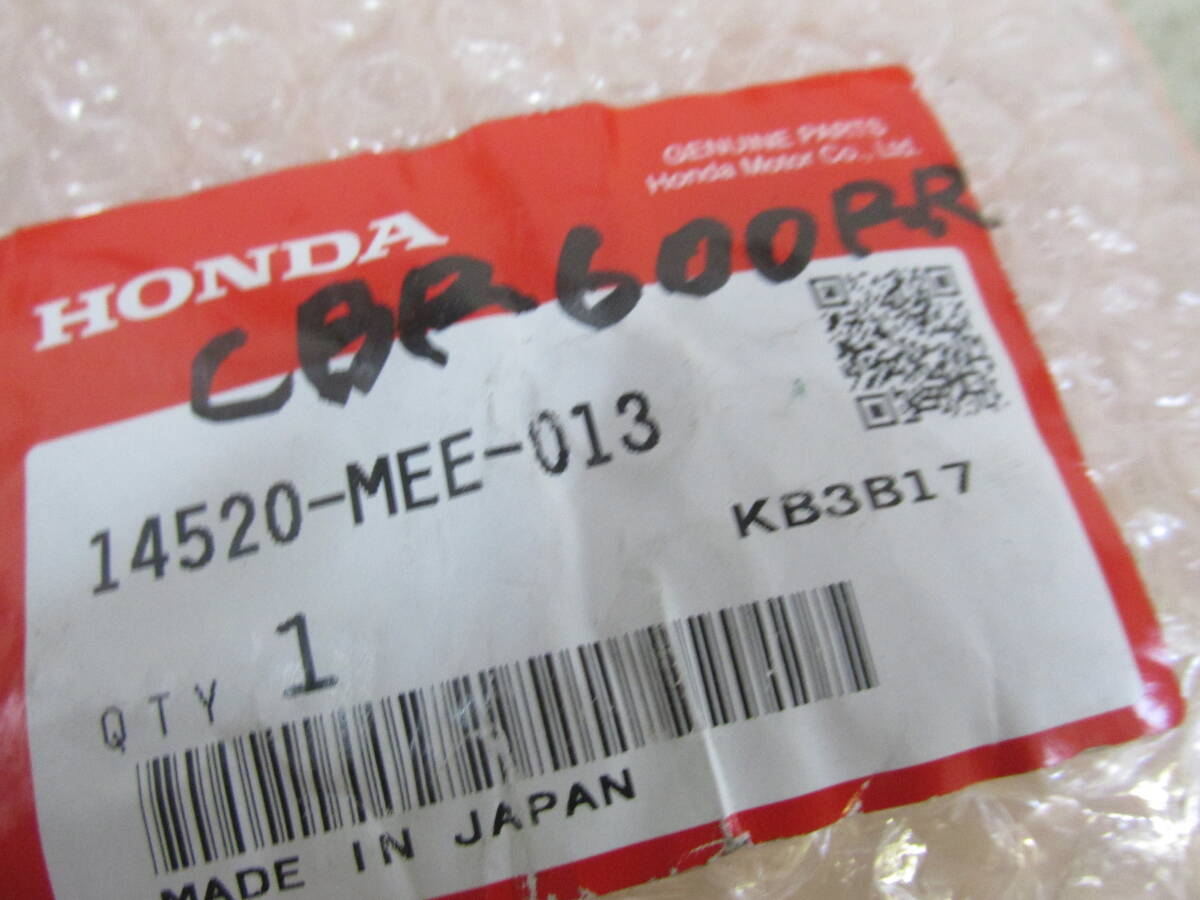 GENUINE PARTS
Honda Motor Co., Ltd.
HONDA
CBR600RR
14520-MEE-013
KB3B17
QTY 1
MADE IN JAPAN